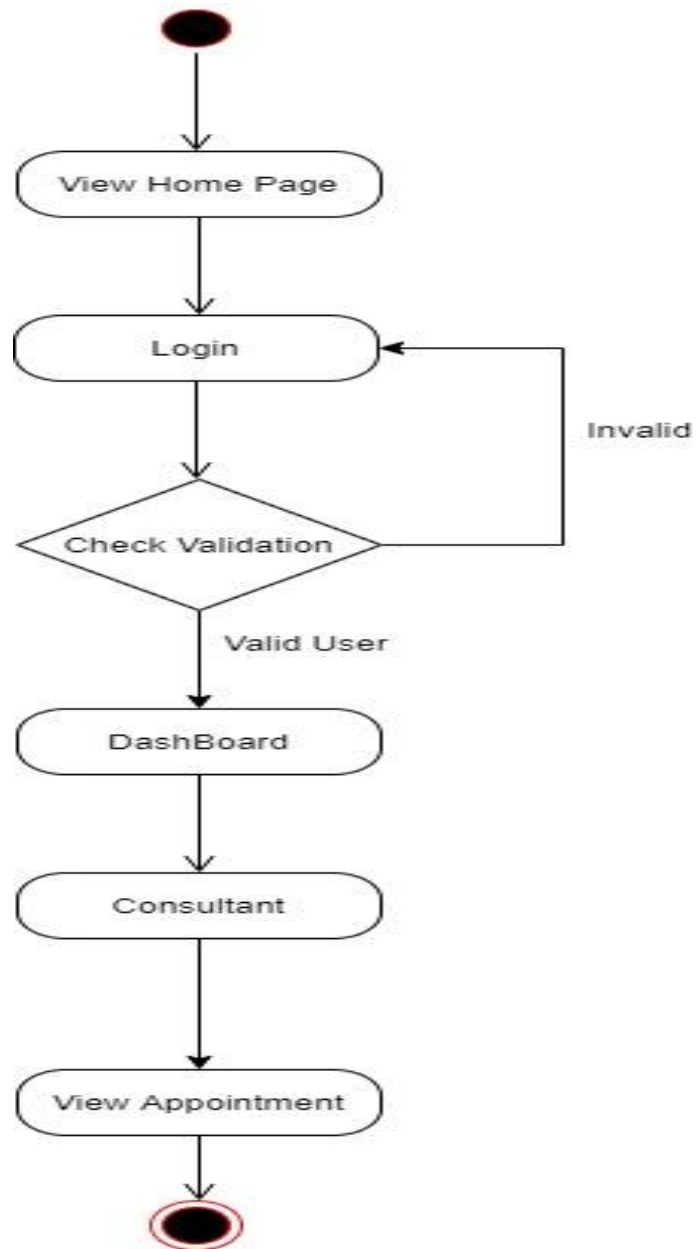 View Home Page
Login
Invalid
Check Validation
Valid User
DashBoard
Consultant
View Appointment